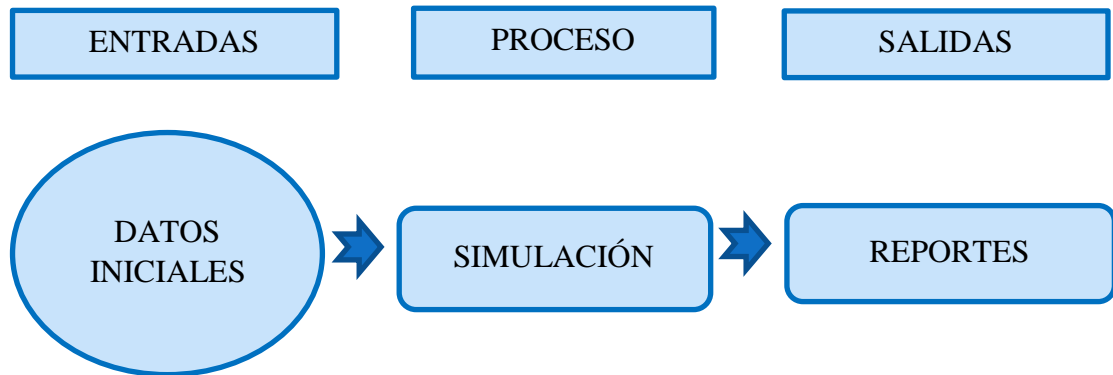 ENTRADAS
PROCESO
SALIDAS
DATOS
INICIALES
SIMULACIÓN
REPORTES